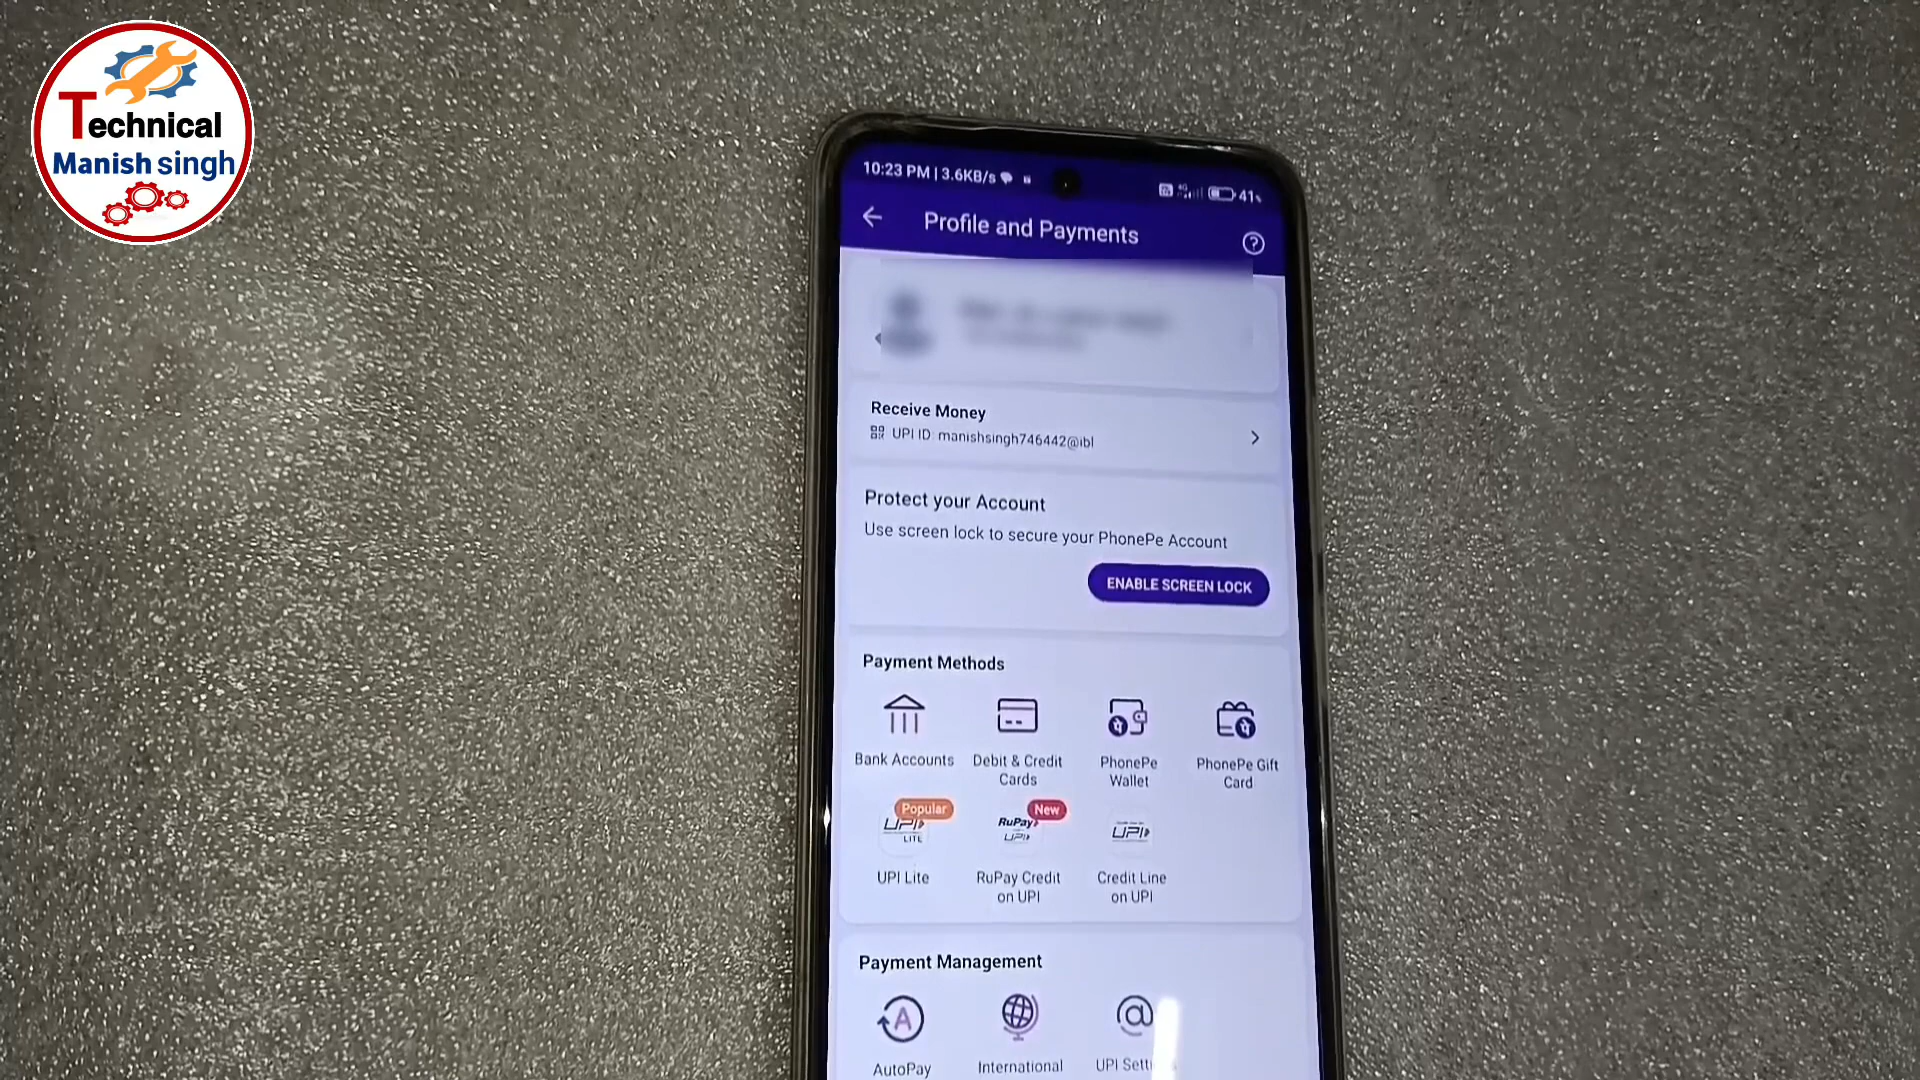 Technical
Manish singh
10:23 PM | 3.6KB/s
41%
Profile and Payments
Receive Money
UPI ID: manishsingh746442@ibl
Protect your Account
Use screen lock to secure your PhonePe Account
ENABLE SCREEN LOCK
Payment Methods
Bank Accounts
Debit & Credit
Cards
PhonePe
Wallet
PhonePe Gift
Card
Popular
UPI
LITE
UPI Lite
New
RuPay
UPI
RuPay Credit
on UPI
UPI
Credit Line
on UPI
Payment Management
AutoPay
International
UPI